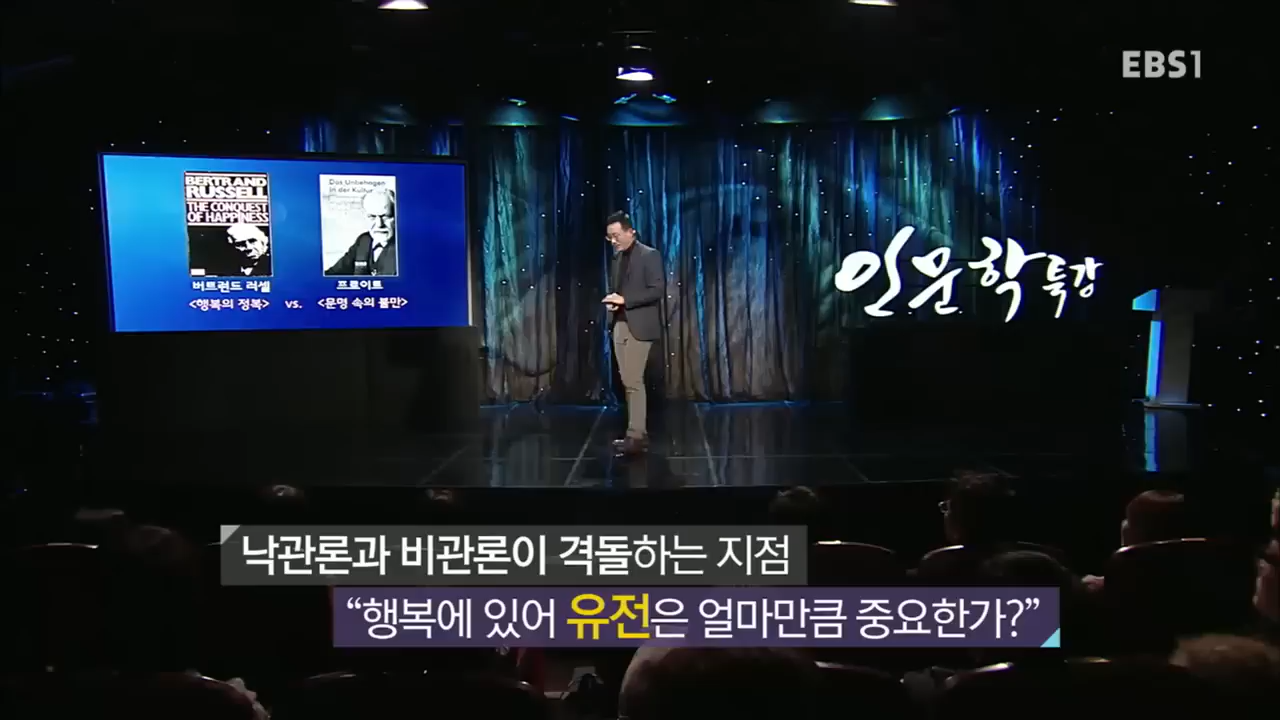 EBS1
BERTRAND
RUSSELL
THE CONQUEST
OF HAPPINESS
버트런드 러셀
<행복의 정복>
vs.
Das Unbehagen
in der Kultur
프로이트
<문명 속의 불만>
인문학특강
낙관론과 비관론이 격돌하는 지점
“행복에 있어 유전은 얼마만큼 중요한가?”